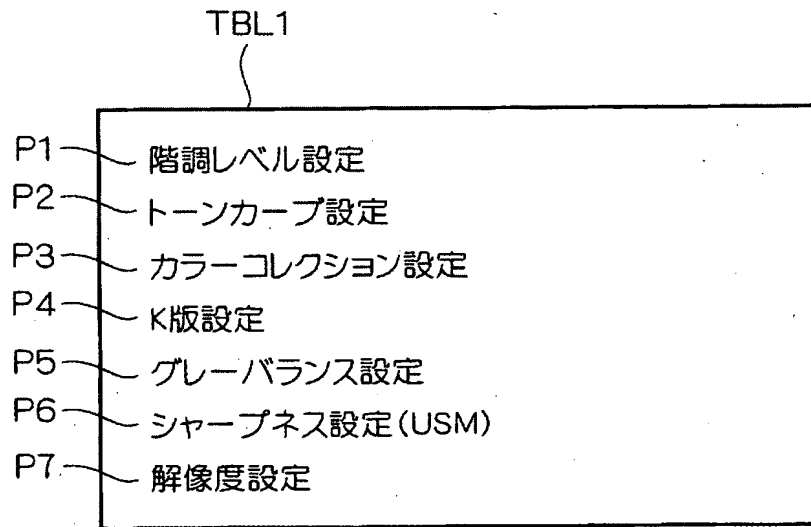 TBL1
P1 階調レベル設定
P2 トーンカーブ設定
P3 カラーコレクション設定
P4 K版設定
P5 グレーバランス設定
P6 シャープネス設定(USM)
P7 解像度設定